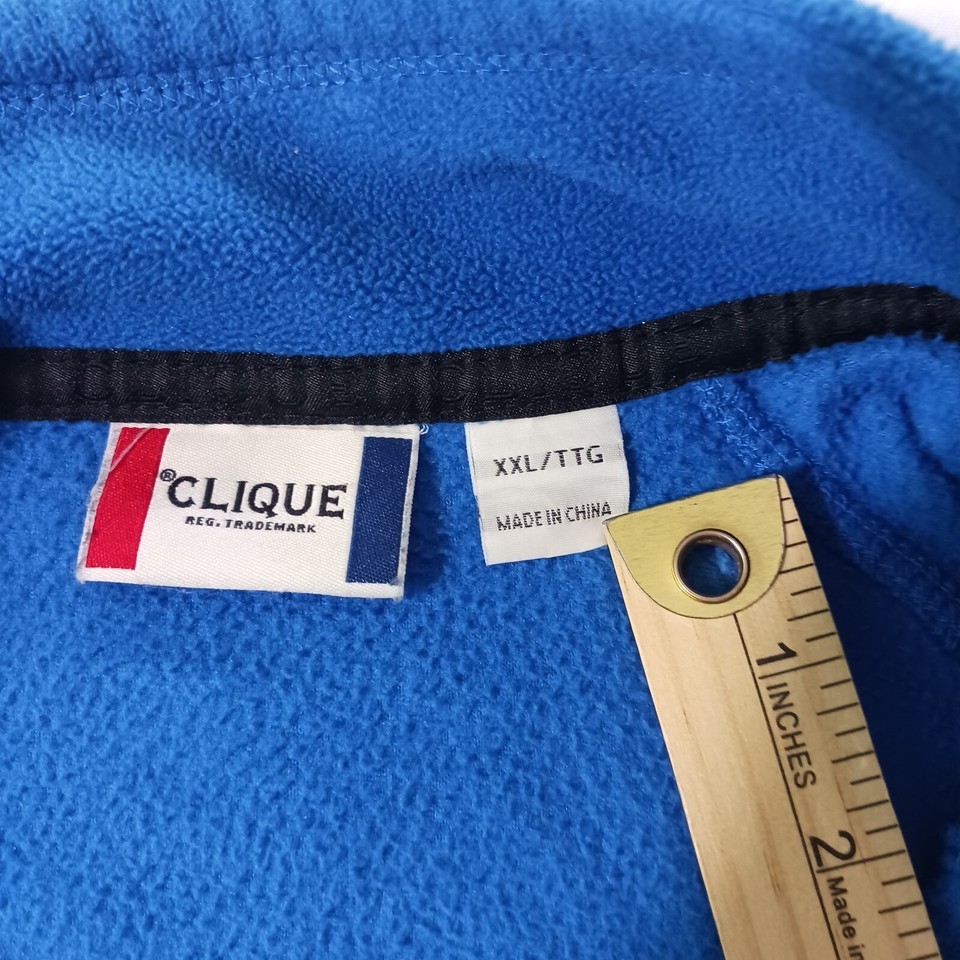 ®CLIQUE
REG. TRADEMARK
XXL/TTG
MADE IN CHINA
1
INCHES
2
Made in